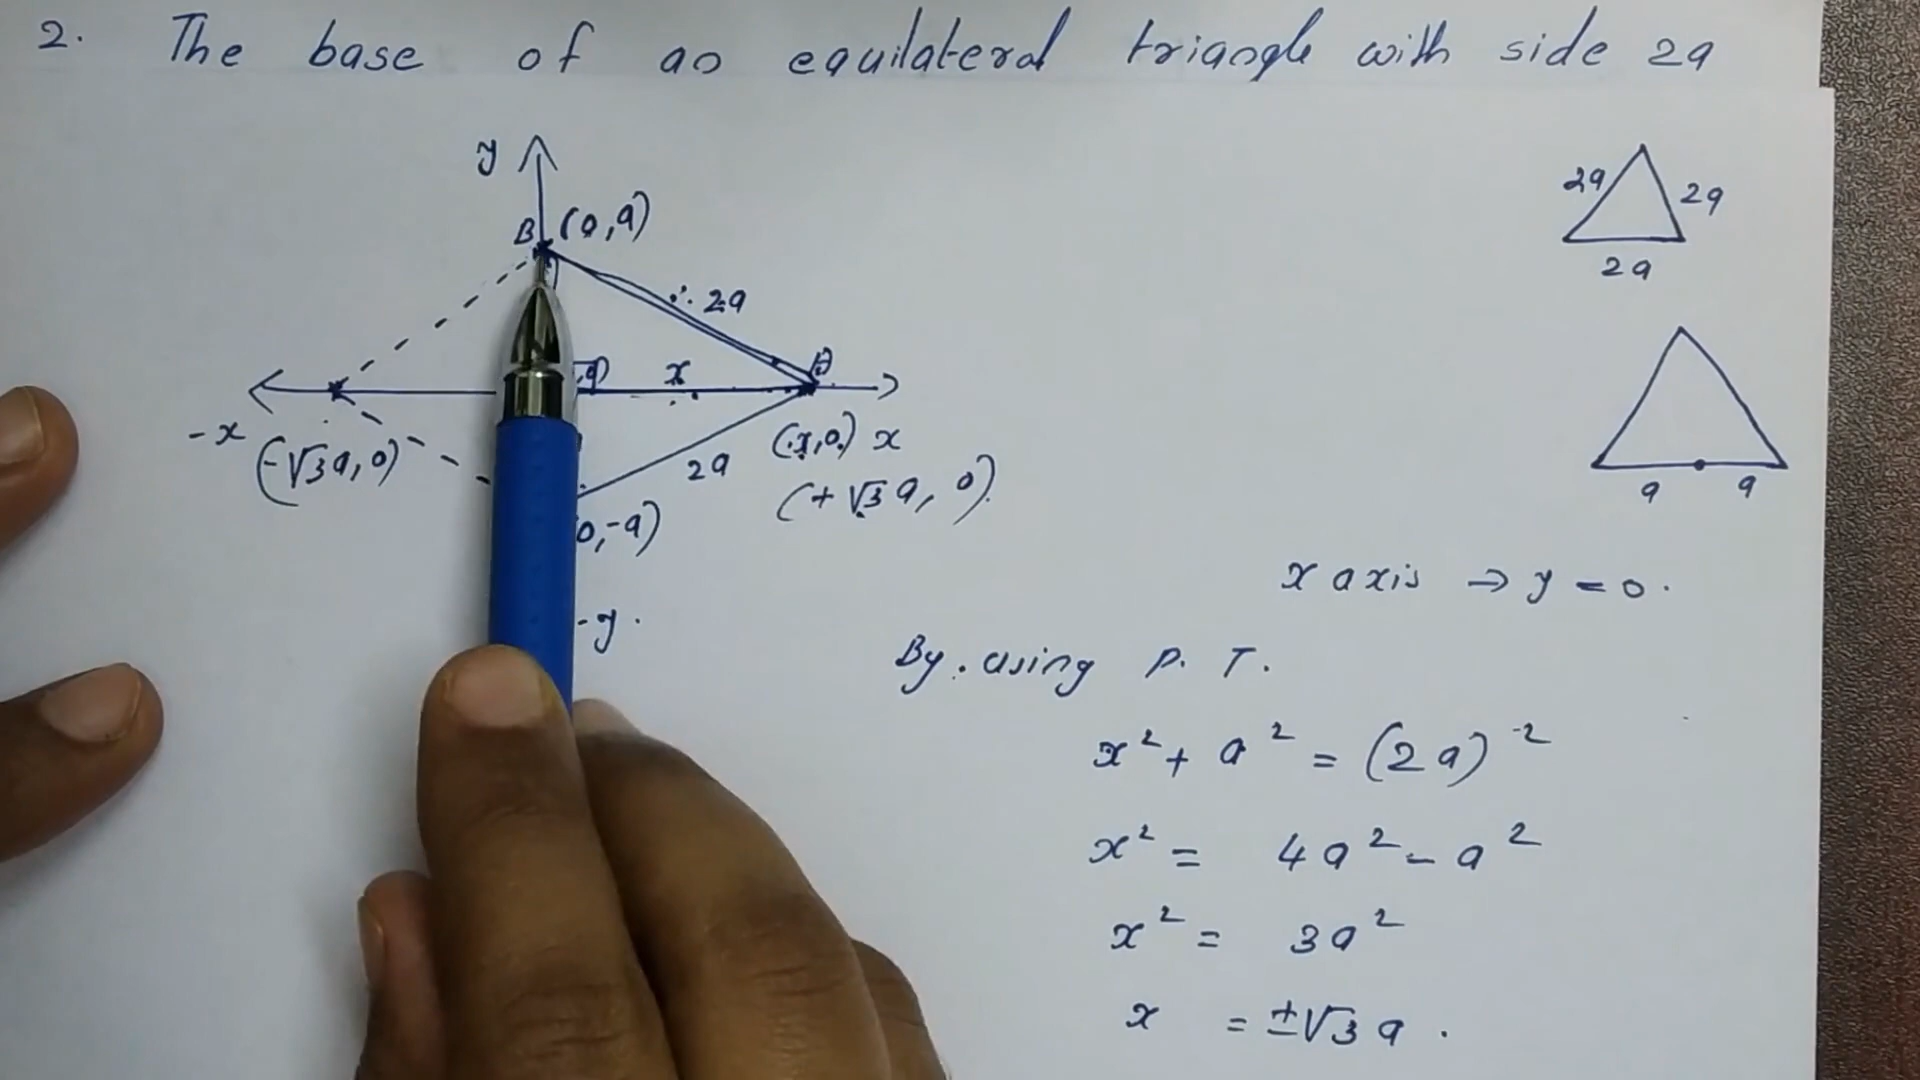 2. The base of an equilateral triangle with side 2a
y
B (0,a)
2a
2a
2a
2a
x
A
-x
(-√3a,0)
(x,0) x
2a
(+√3a, 0)
0,-a)
a
a
-y.
x axis ⇒ y = 0.
By using P. T.
x² + a² = (2a)²
x² = 4a² - a²
x² = 3a²
x = ±√3 a .